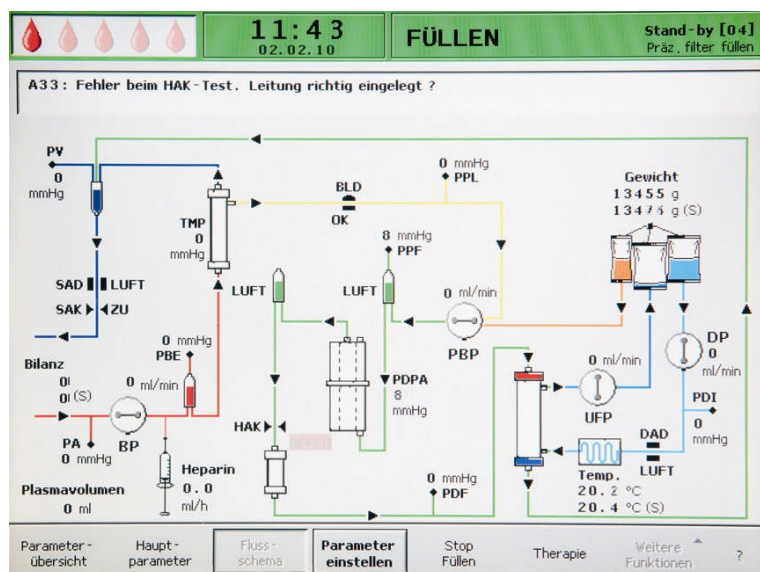 11:43
02.02.10
FÜLLEN
Stand-by [04]
Präz. filter füllen
A33: Fehler beim HAK-Test. Leitung richtig eingelegt ?
PV
0
mmHg
TMP
0
mmHg
BLD
OK
0 mmHg
PPL
Gewicht
13455 g
13476 g (S)
SAD LUFT
SAK ZU
LUFT
8 mmHg
PPF
LUFT
0 ml/min
PBP
DP
0
ml/min
0 mmHg
PBE
Bilanz
(S)
0 ml/min
BP
PA
0 mmHg
PDPA
8
mmHg
HAK
0 ml/min
UFP
PDI
0
mmHg
DAD
LUFT
Temp.
20.2 °C
20.4 °C (S)
Heparin
0.0
ml/h
0 mmHg
PDF
Plasmavolumen
0 ml
Parameter-
übersicht
Haupt-
parameter
Fluss-
schema
Parameter
einstellen
Stop
Füllen
Therapie
Weitere
Funktionen
?